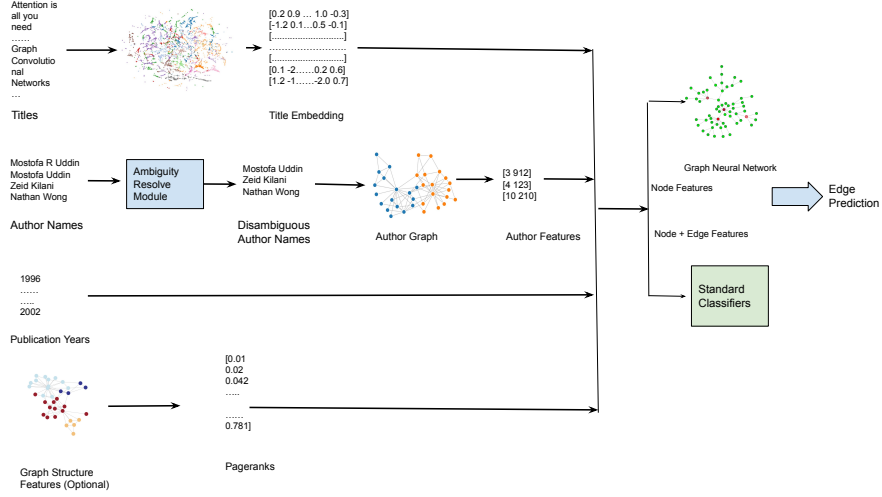 Attention is
all you
need
......
Graph
Convolutio
nal
Networks
...
Titles
[0.2 0.9 ... 1.0 -0.3]
[-1.2 0.1...0.5 -0.1]
[............................]
............................
[............................]
[0.1 -2......0.2 0.6]
[1.2 -1......-2.0 0.7]
Title Embedding
Mostofa R Uddin
Mostofa Uddin
Zeid Kilani
Nathan Wong
Author Names
Ambiguity
Resolve
Module
Mostofa Uddin
Zeid Kilani
Nathan Wong
Disambiguous
Author Names
Author Graph
[3 912]
[4 123]
[10 210]
Author Features
1996
......
.....
2002
Publication Years
Graph Structure
Features (Optional)
[0.01
0.02
0.042
.....
......
0.781]
Pageranks
Graph Neural Network
Node Features
Node + Edge Features
Standard
Classifiers
Edge
Prediction